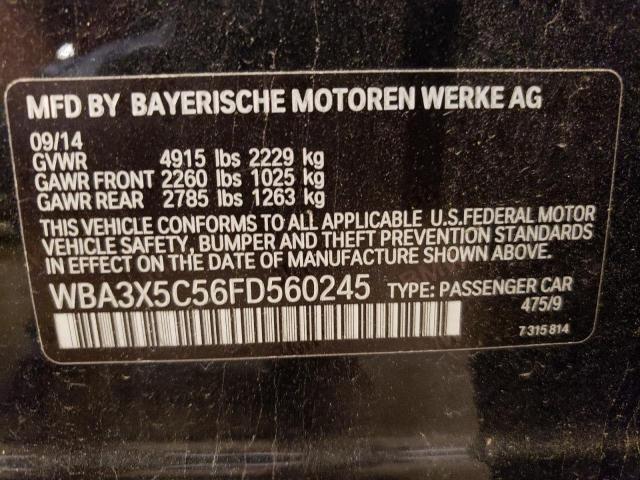 MFD BY BAYERISCHE MOTOREN WERKE AG
09/14
GVWR 4915 lbs 2229 kg
GAWR FRONT 2260 lbs 1025 kg
GAWR REAR 2785 lbs 1263 kg
THIS VEHICLE CONFORMS TO ALL APPLICABLE U.S.FEDERAL MOTOR
VEHICLE SAFETY, BUMPER AND THEFT PREVENTION STANDARDS
IN EFFECT ON THE DATE OF MANUFACTURE SHOWN ABOVE.
WBA3X5C56FD560245 TYPE: PASSENGER CAR
475/9
7 315 814